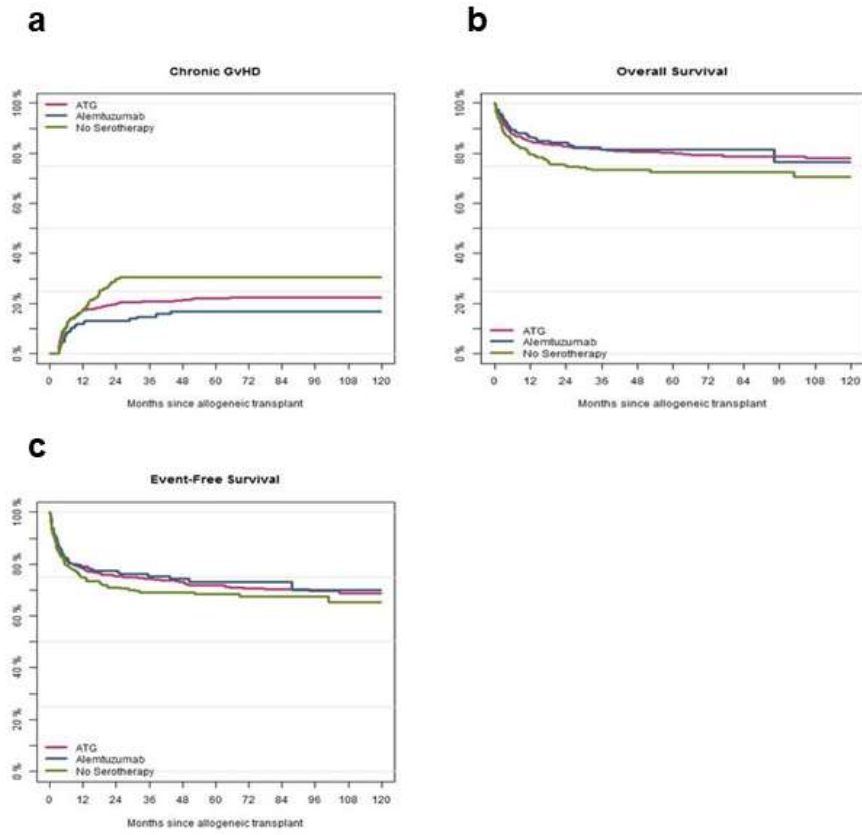 a
Chronic GvHD
ATG
Alemtuzumab
No Serotherapy
100 %
80 %
60 %
40 %
20 %
0 %
0 12 24 36 48 60 72 84 96 108 120
Months since allogeneic transplant
b
Overall Survival
100 %
80 %
60 %
40 %
20 %
0 %
ATG
Alemtuzumab
No Serotherapy
0 12 24 36 48 60 72 84 96 108 120
Months since allogeneic transplant
c
Event-Free Survival
100 %
80 %
60 %
40 %
20 %
0 %
ATG
Alemtuzumab
No Serotherapy
0 12 24 36 48 60 72 84 96 108 120
Months since allogeneic transplant